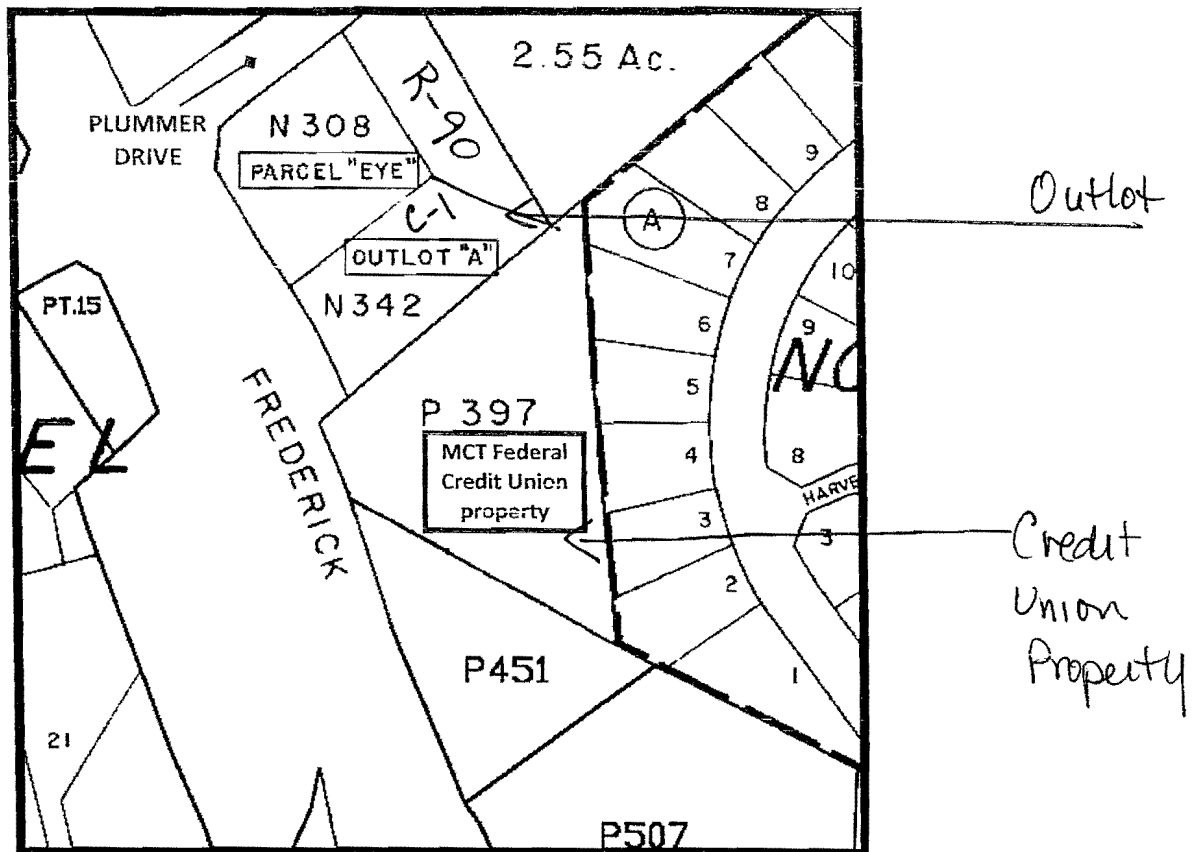 2.55 Ac.
PLUMMER
DRIVE
N 308
PARCEL "EYE"
R-90
C-1
OUTLOT "A"
N 342
Outlot
A
9
8
7
6
5
4
3
2
1
10
9
8
HARVE
3
NO
PT.15
E L
FREDERICK
P 397
MCT Federal
Credit Union
property
Credit
Union
Property
P451
21
P507